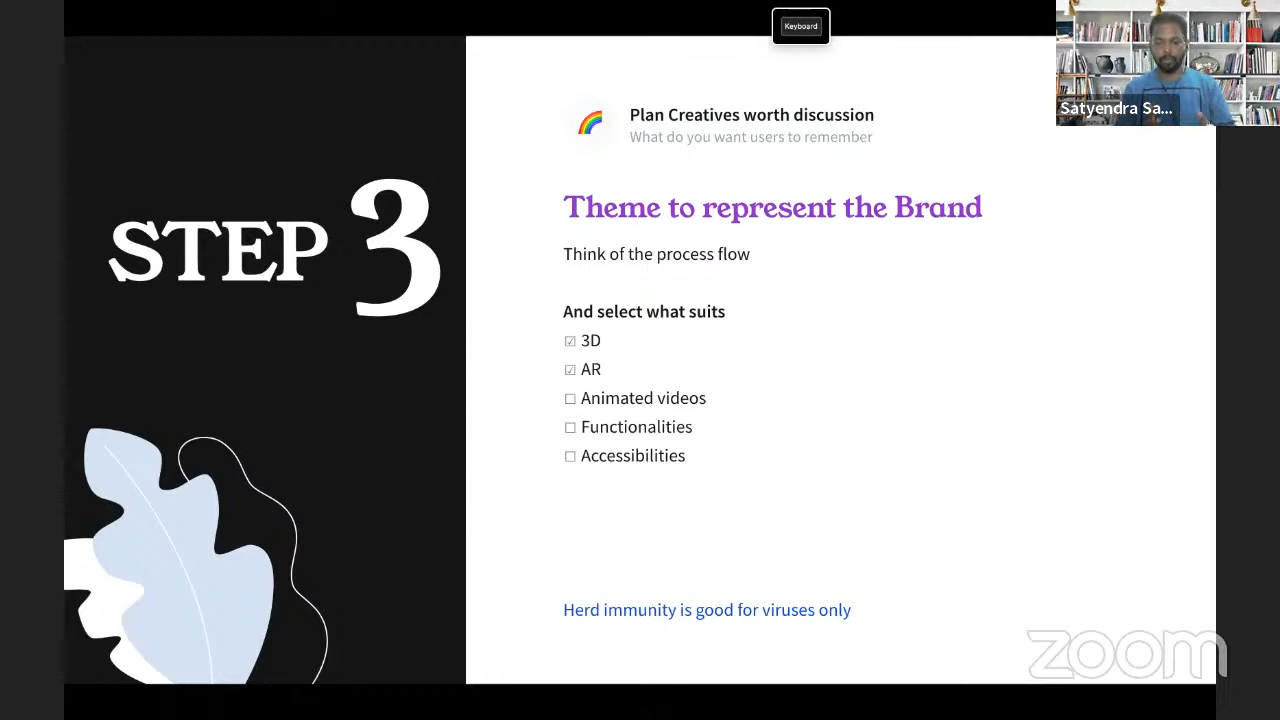 Keyboard
Satyendra Sa...
Plan Creatives worth discussion
What do you want users to remember
STEP 3
Theme to represent the Brand
Think of the process flow
And select what suits
☑ 3D
☑ AR
☐ Animated videos
☐ Functionalities
☐ Accessibilities
Herd immunity is good for viruses only
zoom